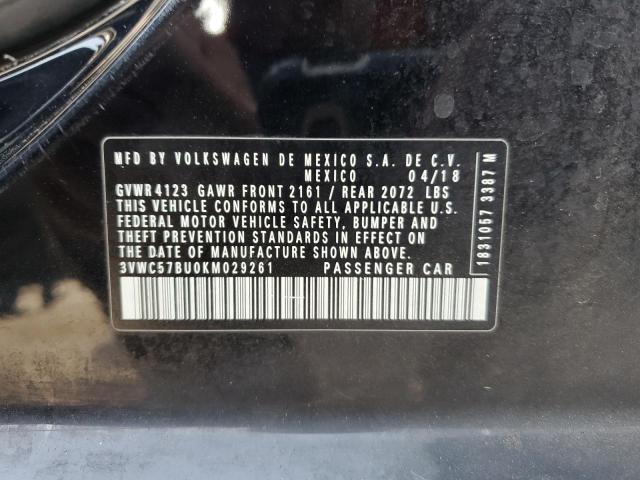 MFD BY VOLKSWAGEN DE MEXICO S.A. DE C.V.
MEXICO 04/18
GVWR 4123 GAWR FRONT 2161 / REAR 2072 LBS
THIS VEHICLE CONFORMS TO ALL APPLICABLE U.S.
FEDERAL MOTOR VEHICLE SAFETY, BUMPER AND
THEFT PREVENTION STANDARDS IN EFFECT ON
THE DATE OF MANUFACTURE SHOWN ABOVE.
3VWC57BU0KM029261 PASSENGER CAR
1831057 3387 M